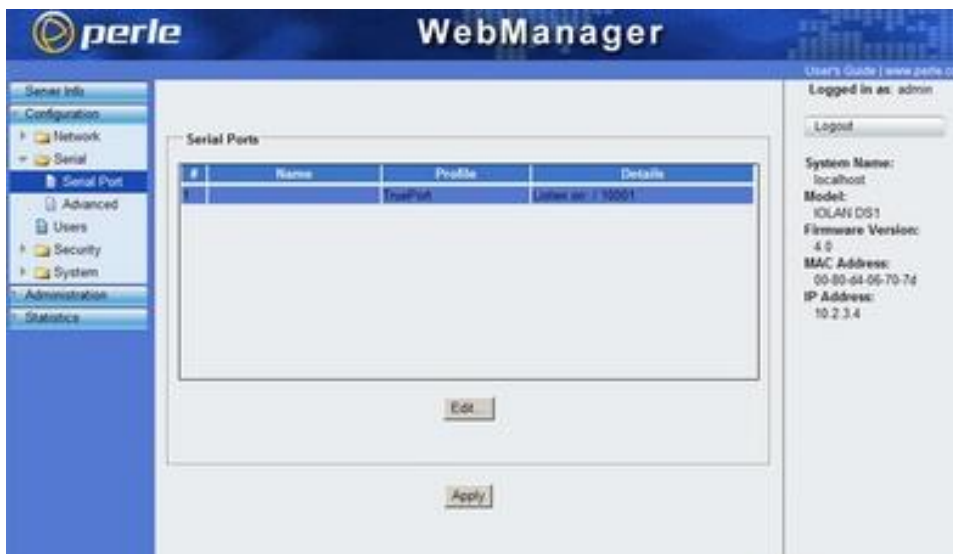 perle
WebManager
User's Guide | www.perle.c
Server Info
Configuration
Network
Serial
Serial Port
Advanced
Users
Security
System
Administration
Statistics
Serial Ports
# Name Profile Details
1 TruePort Listen on: / 10001
Edit...
Apply
Logged in as: admin
Logout
System Name:
localhost
Model:
IOLAN DS1
Firmware Version:
4.0
MAC Address:
00-80-d4-06-70-7d
IP Address:
10.2.3.4